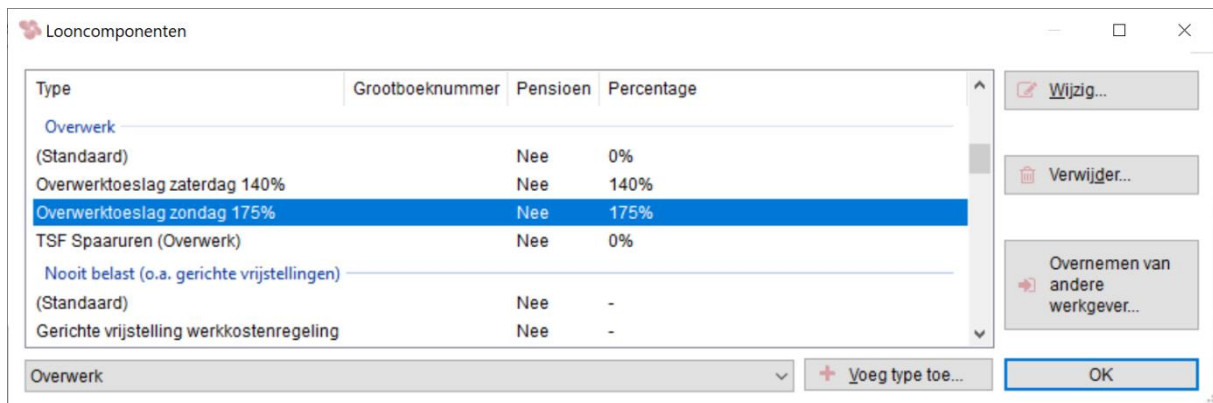 Looncomponenten
Type Grootboeknummer Pensioen Percentage
Overwerk
(Standaard) Nee 0%
Overwerktoeslag zaterdag 140% Nee 140%
Overwerktoeslag zondag 175% Nee 175%
TSF Spaaruren (Overwerk) Nee 0%
Nooit belast (o.a. gerichte vrijstellingen)
(Standaard) Nee -
Gerichte vrijstelling werkkostenregeling Nee -
Wijzig...
Verwijder...
Overnemen van
andere
werkgever...
Overwerk
Voeg type toe...
OK